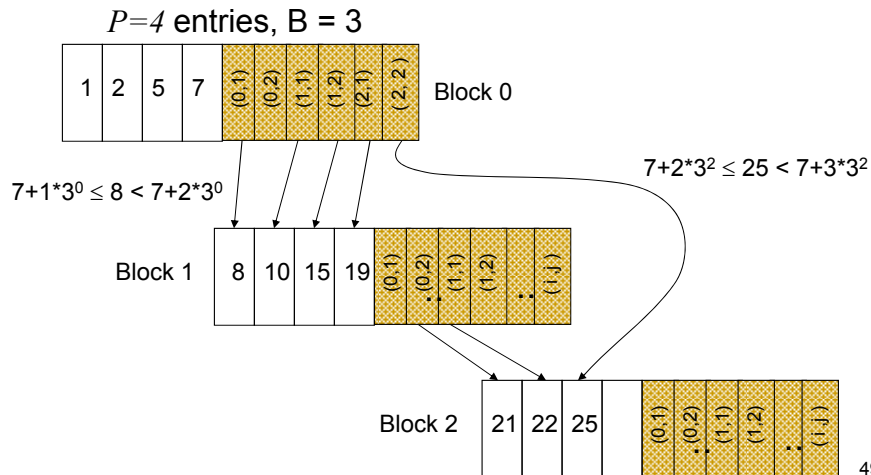 P=4 entries, B = 3
1 2 5 7 (0,1) (0,2) (1,1) (1,2) (2,1) (2, 2) Block 0
7+2*3² ≤ 25 < 7+3*3²
7+1*3⁰ ≤ 8 < 7+2*3⁰
Block 1 8 10 15 19 (0,1) (0,2) .. (1,1) (1,2) .. (i,j)
Block 2 21 22 25 (0,1) (0,2) .. (1,1) (1,2) .. (i,j)
49